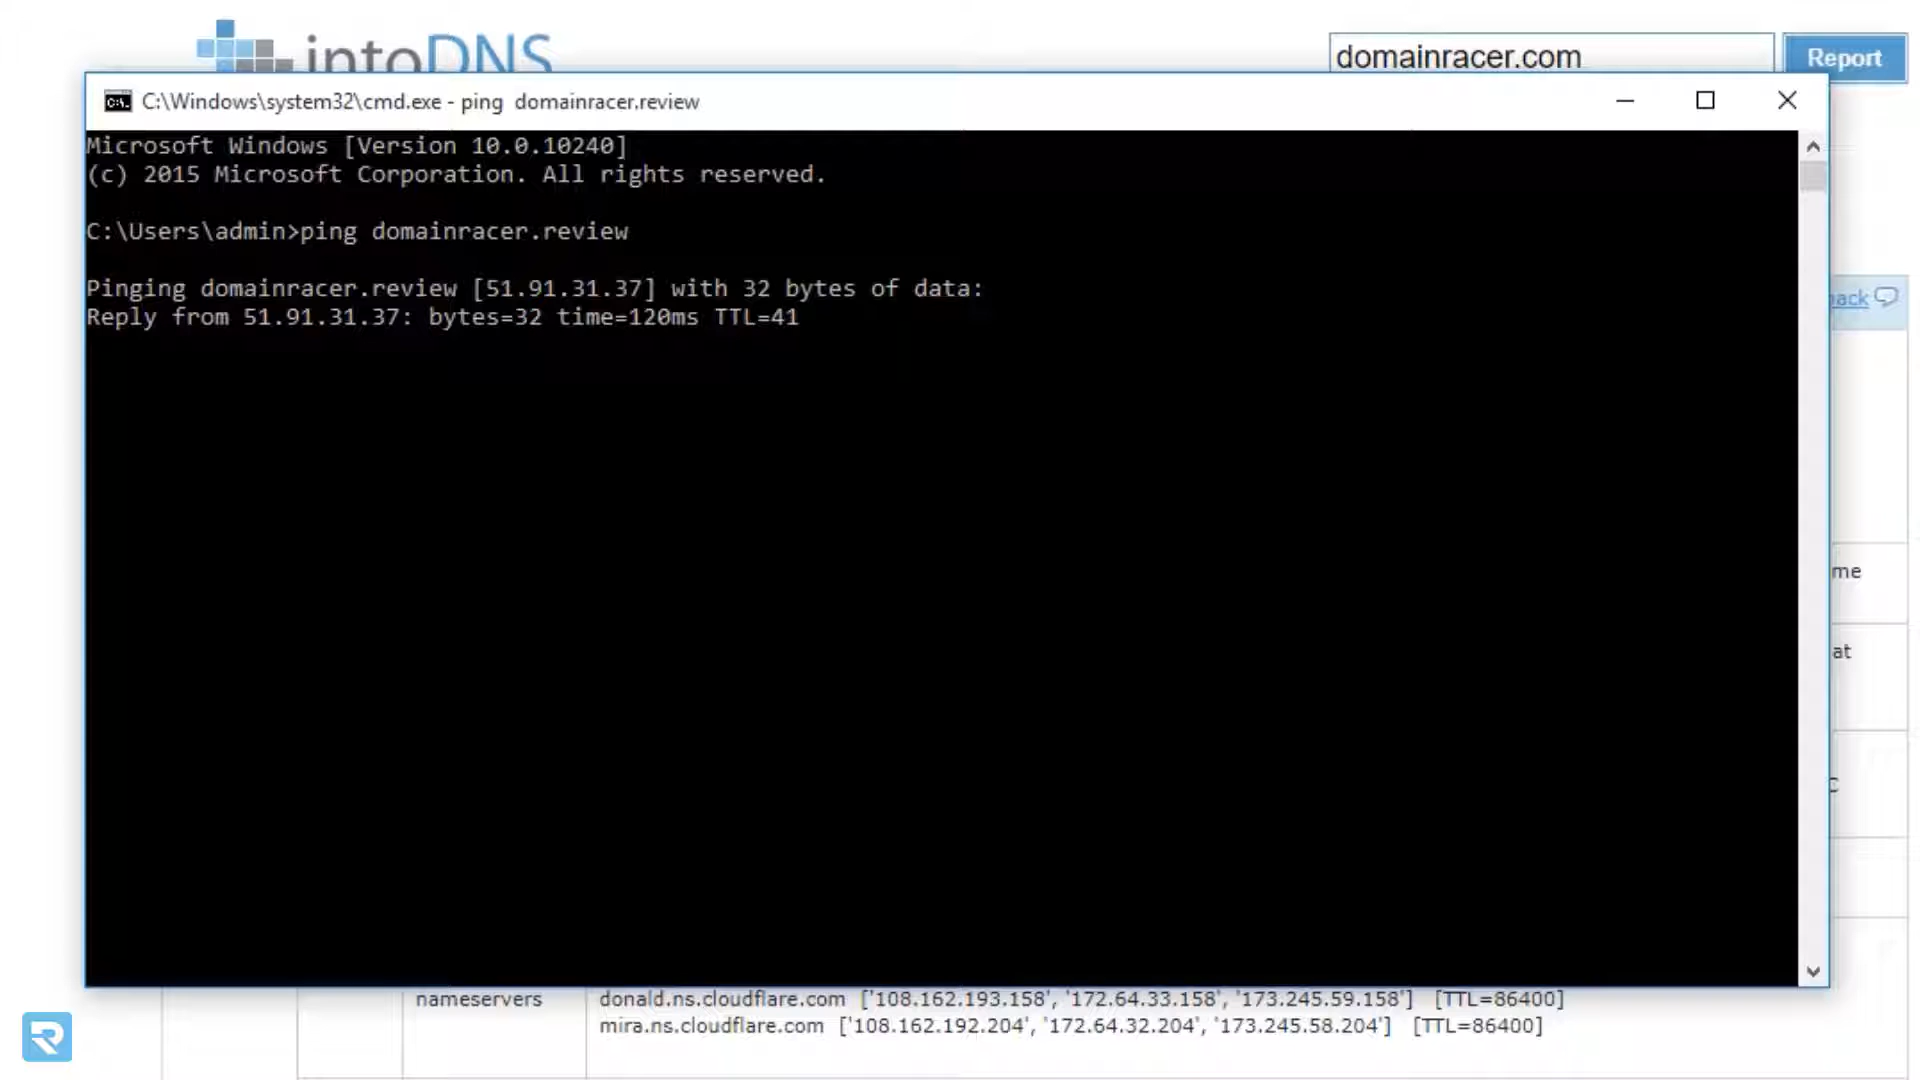 intoDNS
domainracer.com
Report
C:\Windows\system32\cmd.exe - ping domainracer.review
Microsoft Windows [Version 10.0.10240]
(c) 2015 Microsoft Corporation. All rights reserved.
C:\Users\admin>ping domainracer.review
Pinging domainracer.review [51.91.31.37] with 32 bytes of data:
Reply from 51.91.31.37: bytes=32 time=120ms TTL=41
me
at
nameservers
donald.ns.cloudflare.com ['108.162.193.158', '172.64.33.158', '173.245.59.158'] [TTL=86400]
mira.ns.cloudflare.com ['108.162.192.204', '172.64.32.204', '173.245.58.204'] [TTL=86400]